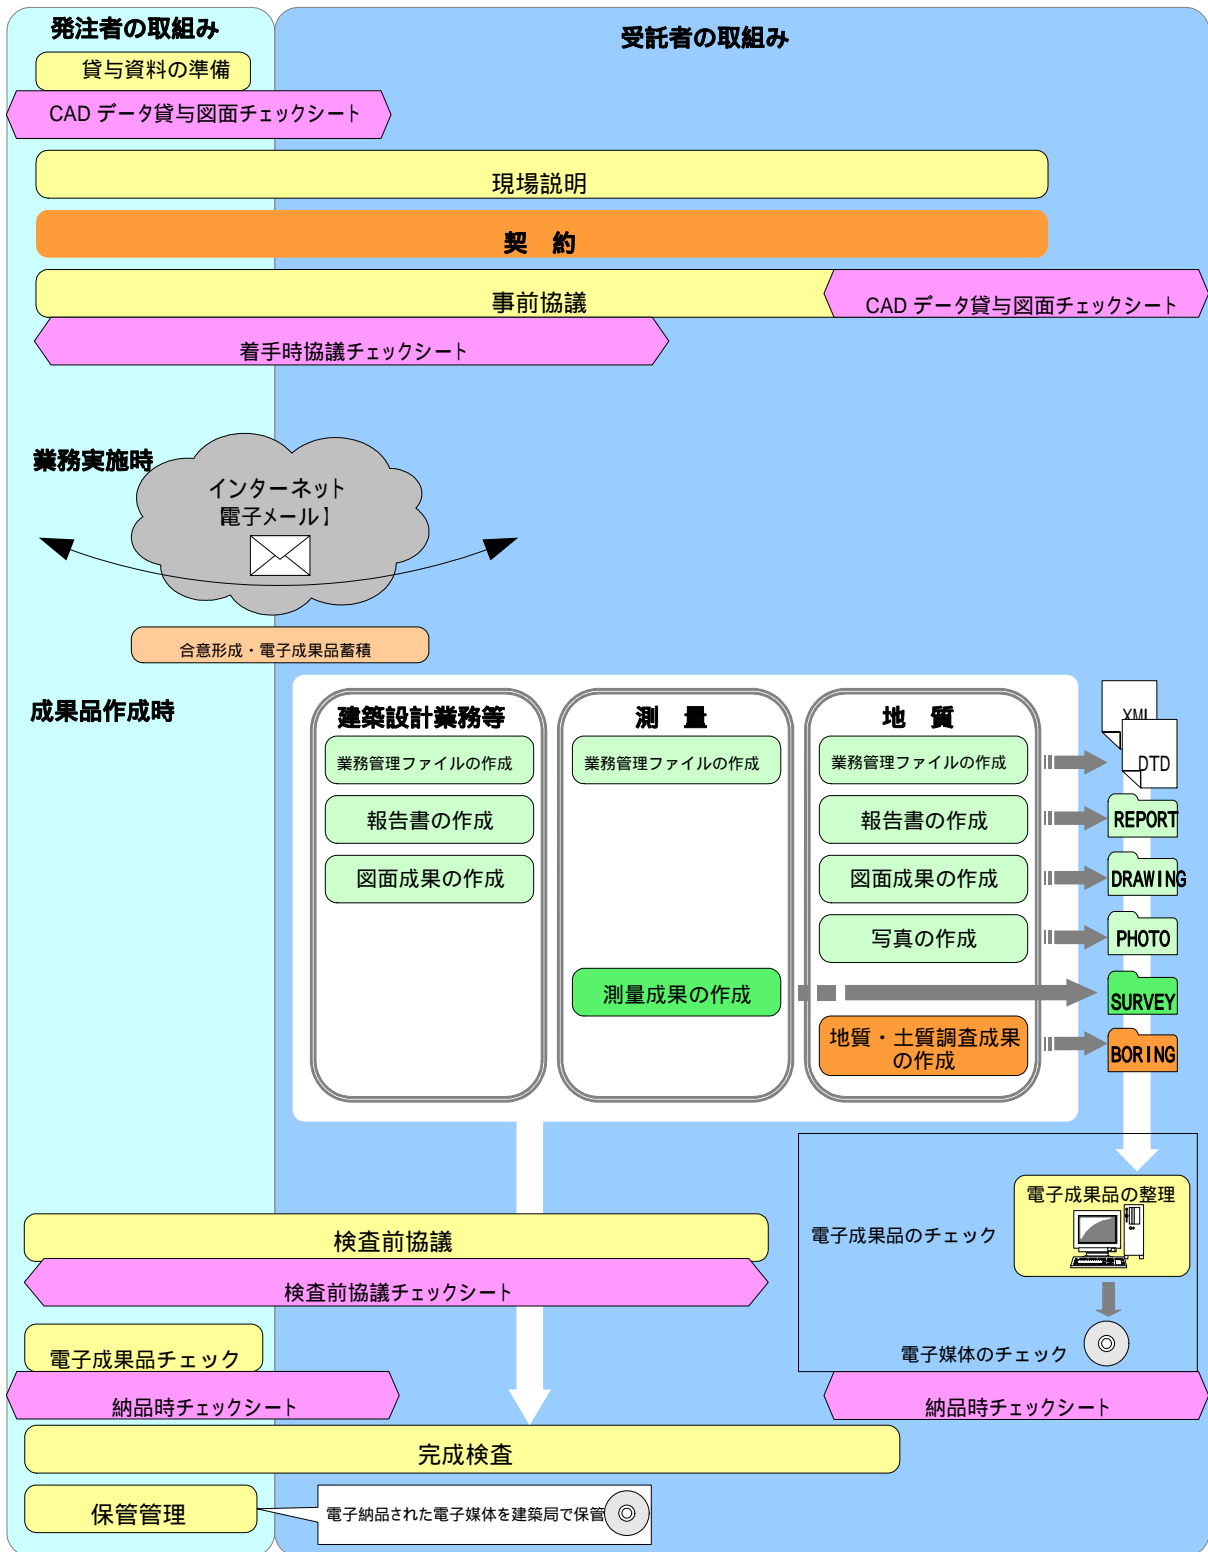 発注者の取組み
受託者の取組み
貸与資料の準備
CAD データ貸与図面チェックシート
現場説明
契　約
事前協議
CAD データ貸与図面チェックシート
着手時協議チェックシート
業務実施時
インターネット
【電子メール】
合意形成・電子成果品蓄積
成果品作成時
建築設計業務等
測　量
地　質
業務管理ファイルの作成
業務管理ファイルの作成
業務管理ファイルの作成
XML
DTD
報告書の作成
報告書の作成
REPORT
図面成果の作成
図面成果の作成
DRAWING
写真の作成
PHOTO
測量成果の作成
SURVEY
地質・土質調査成果
の作成
BORING
電子成果品の整理
電子成果品のチェック
検査前協議
検査前協議チェックシート
電子成果品チェック
電子媒体のチェック
納品時チェックシート
納品時チェックシート
完成検査
保管管理
電子納品された電子媒体を建築局で保管